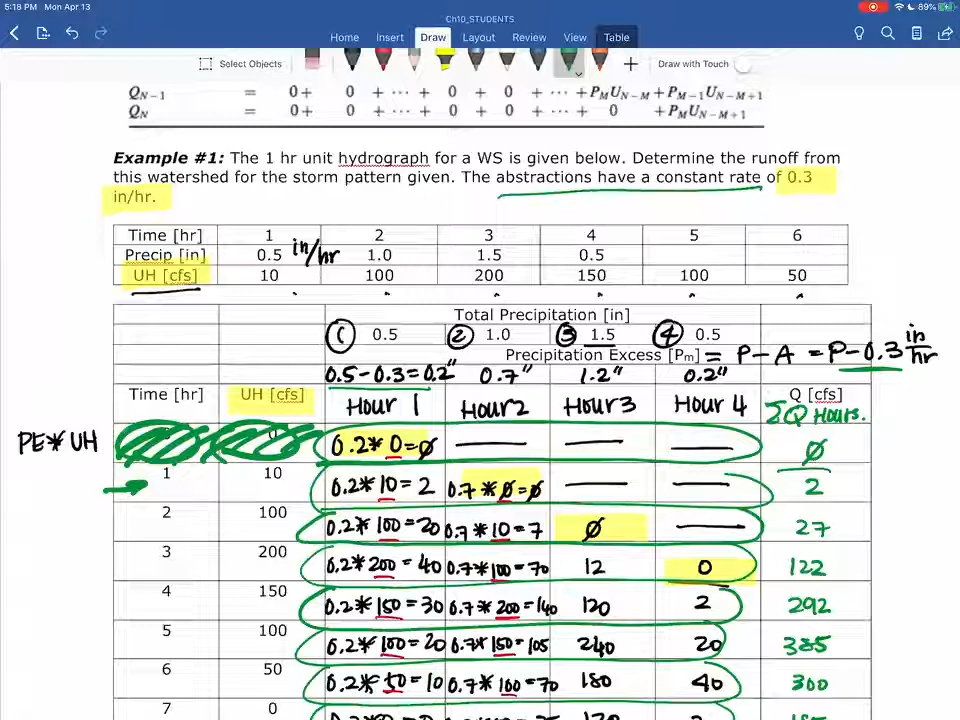 5:18 PM Mon Apr 13 89%
Ch10_STUDENTS
Home Insert Draw Layout Review View Table
Select Objects Draw with Touch
Q_{N−1} = 0+ 0 + ··· + 0 + 0 + ··· + P_M U_{N−M} + P_{M−1} U_{N−M+1}
Q_N = 0+ 0 + ··· + 0 + 0 + ··· + 0 + P_M U_{N−M+1}
Example #1: The 1 hr unit hydrograph for a WS is given below. Determine the runoff from
this watershed for the storm pattern given. The abstractions have a constant rate of 0.3
in/hr.
Time [hr] 1 2 3 4 5 6
Precip [in] 0.5 in/hr 1.0 1.5 0.5
UH [cfs] 10 100 200 150 100 50
Total Precipitation [in]
① 0.5 ② 1.0 ③ 1.5 ④ 0.5
Precipitation Excess [Pm] = P-A = P-0.3 in/hr
0.5-0.3=0.2" 0.7" 1.2" 0.2"
Time [hr] UH [cfs] Hour 1 Hour 2 Hour 3 Hour 4 Q [cfs]
ΣQ Hours.
PE*UH 0.2*0=∅ — — — ∅
1 10 0.2*10=2 0.7*∅=∅ — — 2
2 100 0.2*100=20 0.7*10=7 ∅ — 27
3 200 0.2*200=40 0.7*100=70 12 0 122
4 150 0.2*150=30 0.7*200=140 120 2 292
5 100 0.2*100=20 0.7*150=105 240 20 385
6 50 0.2*50=10 0.7*100=70 180 40 300
7 0